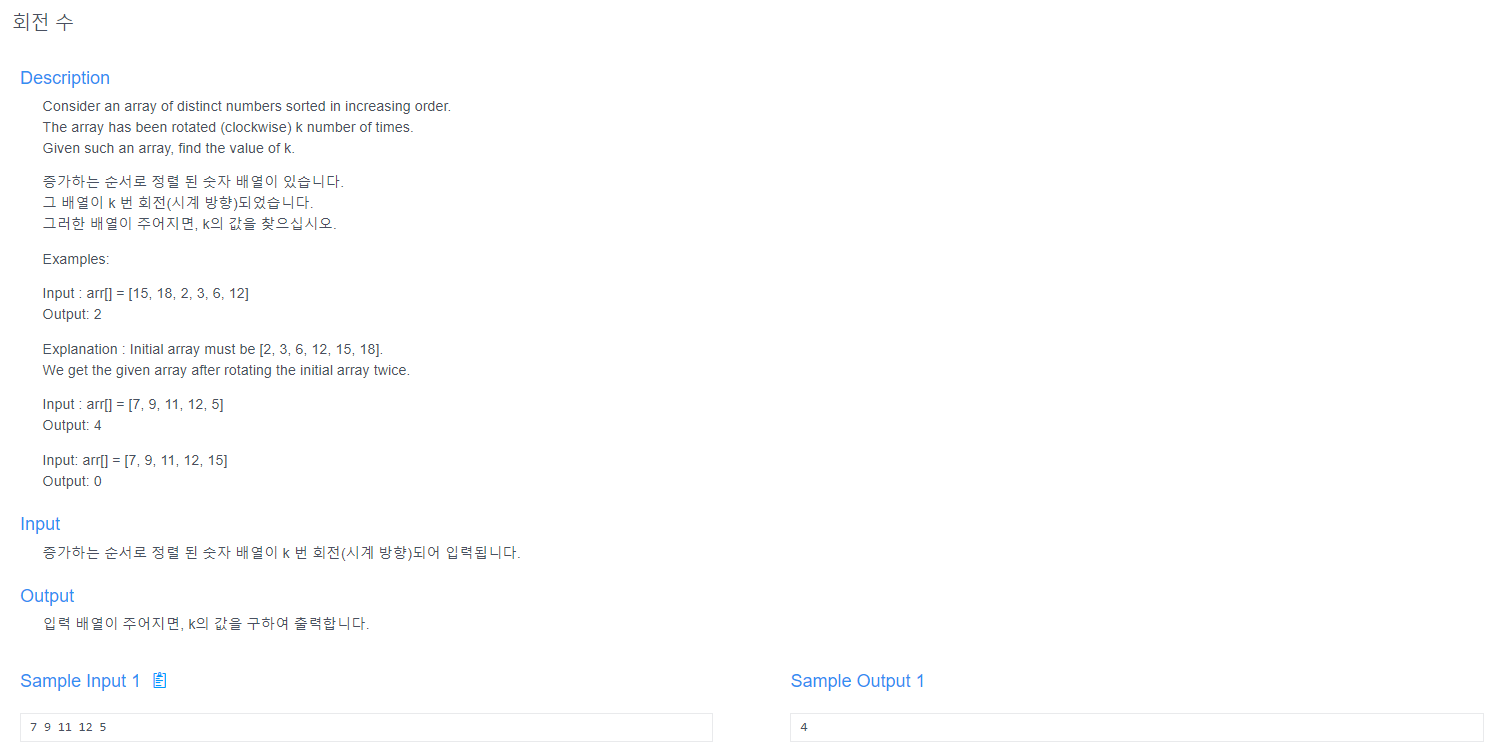 회전 수
Description
Consider an array of distinct numbers sorted in increasing order.
The array has been rotated (clockwise) k number of times.
Given such an array, find the value of k.
증가하는 순서로 정렬 된 숫자 배열이 있습니다.
그 배열이 k 번 회전(시계 방향)되었습니다.
그러한 배열이 주어지면, k의 값을 찾으십시오.
Examples:
Input : arr[] = [15, 18, 2, 3, 6, 12]
Output: 2
Explanation : Initial array must be [2, 3, 6, 12, 15, 18].
We get the given array after rotating the initial array twice.
Input : arr[] = [7, 9, 11, 12, 5]
Output: 4
Input: arr[] = [7, 9, 11, 12, 15]
Output: 0
Input
증가하는 순서로 정렬 된 숫자 배열이 k 번 회전(시계 방향)되어 입력됩니다.
Output
입력 배열이 주어지면, k의 값을 구하여 출력합니다.
Sample Input 1
7 9 11 12 5
Sample Output 1
4